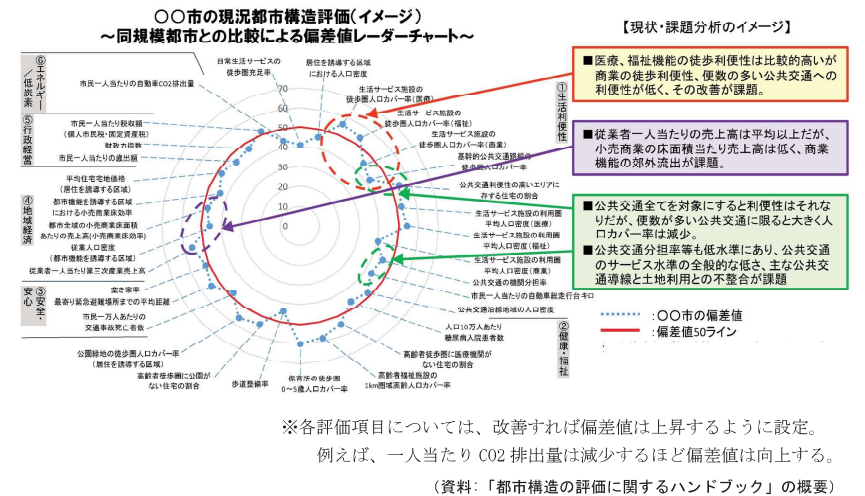 〇〇市の現況都市構造評価(イメージ)
～同規模都市との比較による偏差値レーダーチャート～
【現状・課題分析のイメージ】
⑥エネルギー
／低炭素
⑤行政
経営
④地域
経済
③安全・
安心
①生活利便性
②健康・福祉
70
60
50
40
30
20
10
0
日常生活サービスの
徒歩圏充足率
居住を誘導する区域
における人口密度
生活サービス施設の
徒歩圏人口カバー率(医療)
生活サービス施設の
徒歩圏人口カバー率(福祉)
生活サービス施設の
徒歩圏人口カバー率(商業)
基幹的公共交通路線の
徒歩圏人口カバー率
公共交通利便性の高いエリアに
存する住宅の割合
生活サービス施設の利用圏
平均人口密度(医療)
生活サービス施設の利用圏
平均人口密度(福祉)
生活サービス施設の利用圏
平均人口密度(商業)
公共交通の機関分担率
市民一人当たりの自動車総走行台キロ
公共交通沿線地域の人口密度
人口10万人あたり
糖尿病入院患者数
高齢者徒歩圏に医療機関が
ない住宅の割合
高齢者福祉施設の
1km圏域高齢人口カバー率
保育所の徒歩圏
0～5歳人口カバー率
歩道整備率
高齢者徒歩圏に公園が
ない住宅の割合
公園緑地の徒歩圏人口カバー率
(居住を誘導する区域)
市民一万人あたりの
交通事故死亡者数
最寄り緊急避難場所までの平均距離
空き家率
従業者一人当たり第三次産業売上高
従業人口密度
(都市機能を誘導する区域)
都市全域の小売商業床面積
あたりの売上高(小売商業床効率)
都市機能を誘導する区域
における小売商業床効率
平均住宅宅地価格
(居住を誘導する区域)
市民一人当たりの歳出額
財政力指数
市民一人当たり税収額
(個人市民税・固定資産税)
市民一人当たりの自動車CO2排出量
■医療、福祉機能の徒歩利便性は比較的高いが
商業の徒歩利便性、便数の多い公共交通への
利便性が低く、その改善が課題。
■従業者一人当たりの売上高は平均以上だが、
小売商業の床面積当たり売上高は低く、商業
機能の郊外流出が課題。
■公共交通全てを対象にすると利便性はそれな
りだが、便数が多い公共交通に限ると大きく人
口カバー率は減少。
■公共交通分担率等も低水準にあり、公共交通
のサービス水準の全般的な低さ、主な公共交
通導線と土地利用との不整合が課題
:〇〇市の偏差値
:偏差値50ライン
※各評価項目については、改善すれば偏差値は上昇するように設定。
例えば、一人当たり CO2 排出量は減少するほど偏差値は向上する。
(資料:「都市構造の評価に関するハンドブック」の概要)